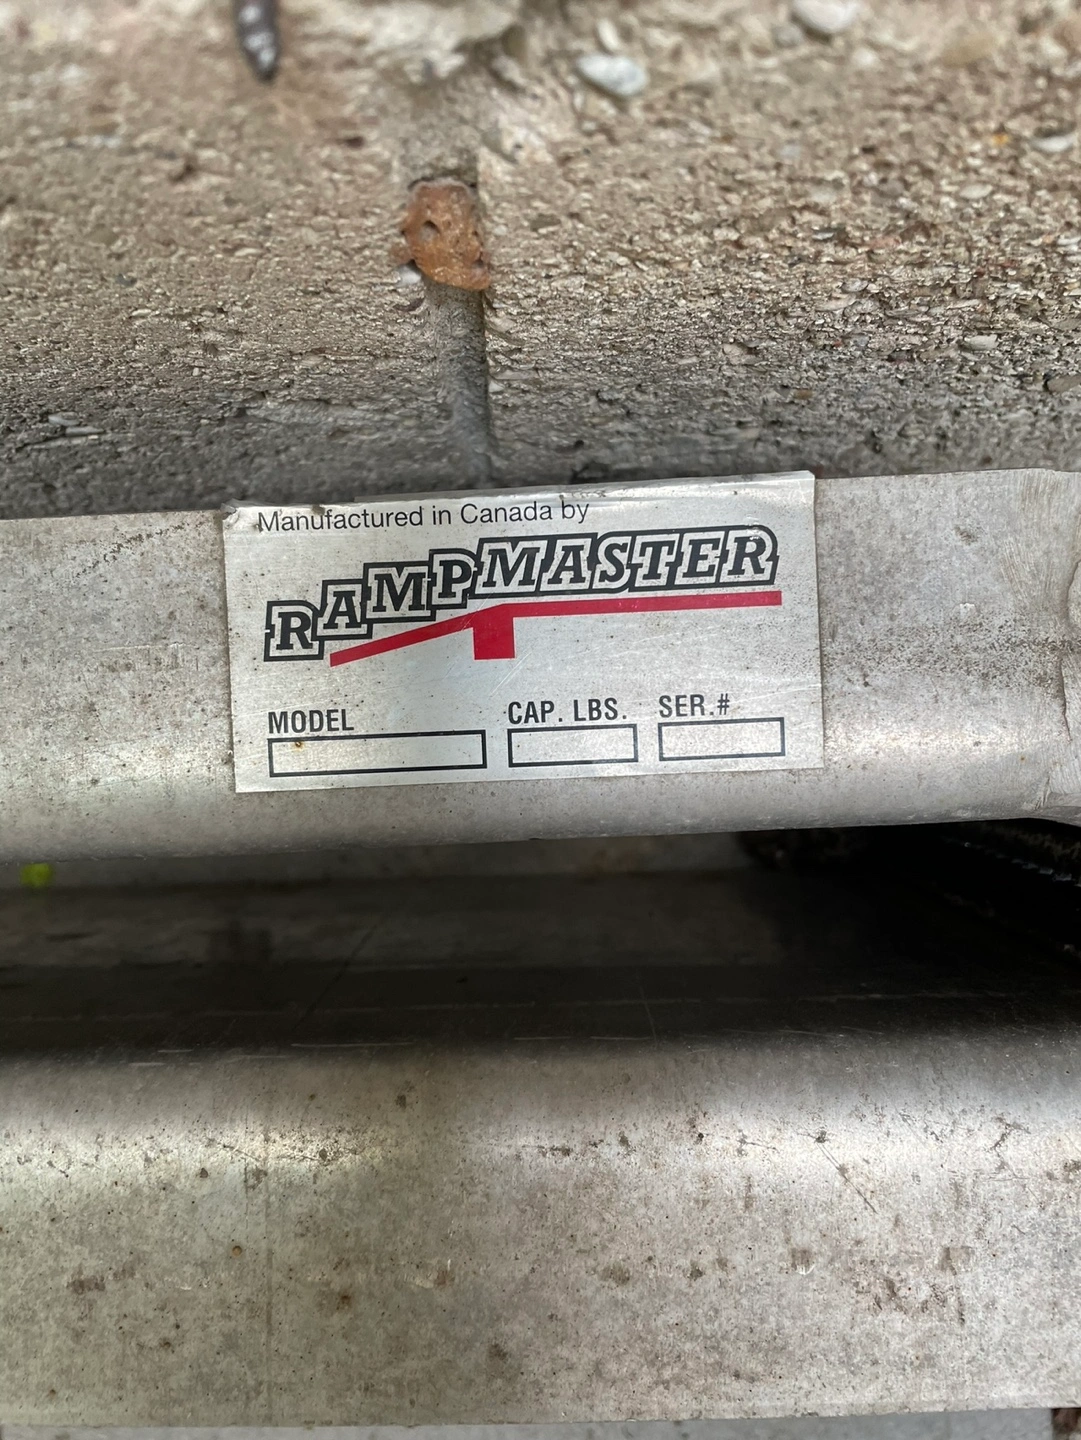 Manufactured in Canada by
RAMPMASTER
MODEL CAP. LBS. SER.#